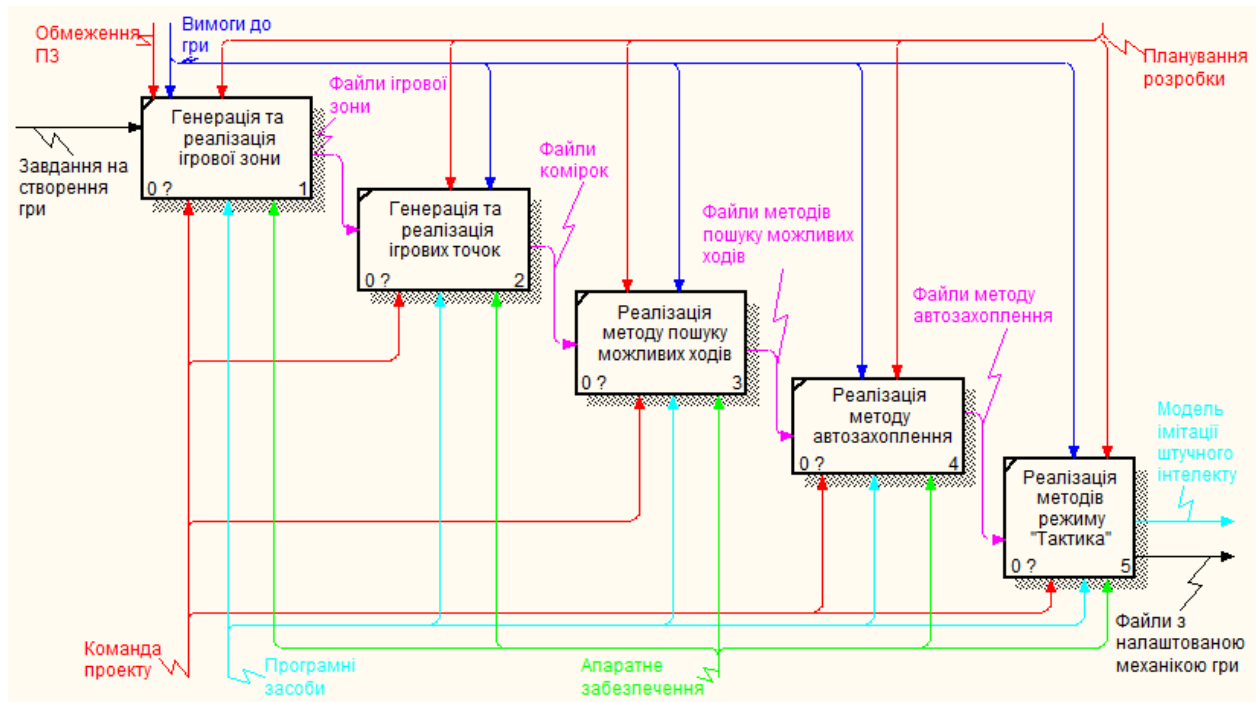 Обмеження
ПЗ
Вимоги до
гри
Планування
розробки
Файли ігрової
зони
Генерація та
реалізація
ігрової зони
0 ?
1
Завдання на
створення
гри
Файли
комірок
Генерація та
реалізація
ігрових точок
0 ?
2
Файли методів
пошуку можливих
ходів
Реалізація
методу пошуку
можливих ходів
0 ?
3
Файли методу
автозахоплення
Реалізація
методу
автозахоплення
0 ?
4
Модель
імітації
штучного
інтелекту
Реалізація
методів
режиму
"Тактика"
0 ?
5
Файли з
налаштованою
механікою гри
Команда
проекту
Програмні
засоби
Апаратне
забезпечення